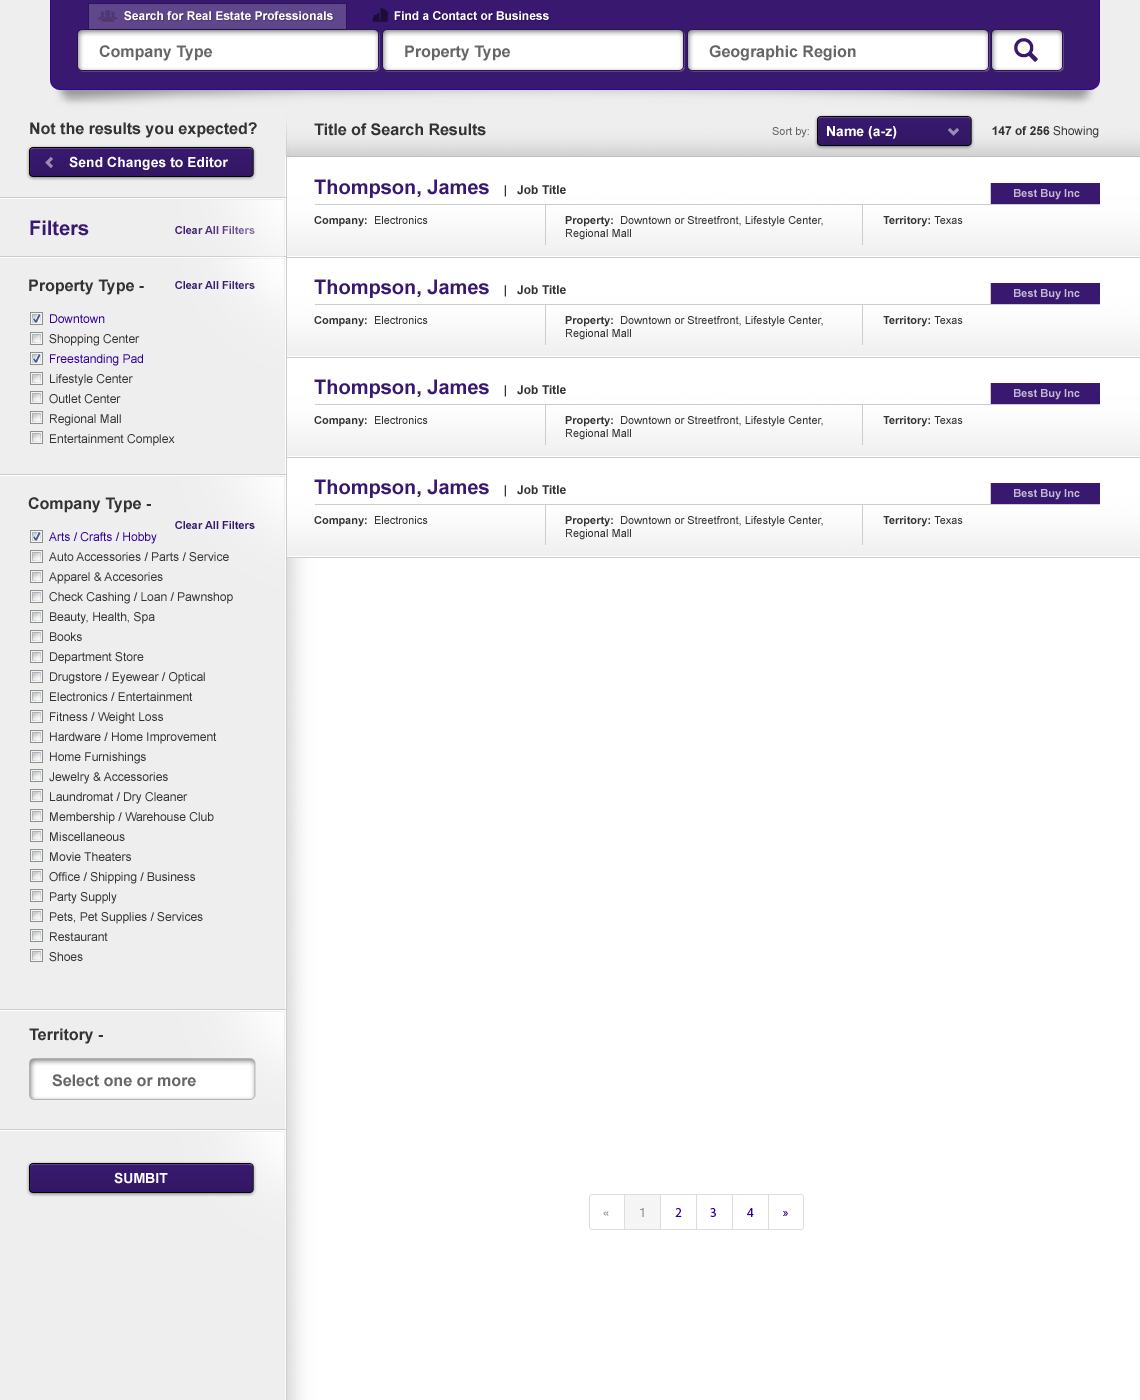 Search for Real Estate Professionals
Find a Contact or Business
Company Type
Property Type
Geographic Region
Not the results you expected?
Send Changes to Editor
Title of Search Results
Sort by:
Name (a-z)
147 of 256 Showing
Filters
Clear All Filters
Property Type -
Clear All Filters
Downtown
Shopping Center
Freestanding Pad
Lifestyle Center
Outlet Center
Regional Mall
Entertainment Complex
Company Type -
Clear All Filters
Arts / Crafts / Hobby
Auto Accessories / Parts / Service
Apparel & Accesories
Check Cashing / Loan / Pawnshop
Beauty, Health, Spa
Books
Department Store
Drugstore / Eyewear / Optical
Electronics / Entertainment
Fitness / Weight Loss
Hardware / Home Improvement
Home Furnishings
Jewelry & Accessories
Laundromat / Dry Cleaner
Membership / Warehouse Club
Miscellaneous
Movie Theaters
Office / Shipping / Business
Party Supply
Pets, Pet Supplies / Services
Restaurant
Shoes
Territory -
Select one or more
SUMBIT
Thompson, James | Job Title
Best Buy Inc
Company: Electronics
Property: Downtown or Streetfront, Lifestyle Center,
Regional Mall
Territory: Texas
Thompson, James | Job Title
Best Buy Inc
Company: Electronics
Property: Downtown or Streetfront, Lifestyle Center,
Regional Mall
Territory: Texas
Thompson, James | Job Title
Best Buy Inc
Company: Electronics
Property: Downtown or Streetfront, Lifestyle Center,
Regional Mall
Territory: Texas
Thompson, James | Job Title
Best Buy Inc
Company: Electronics
Property: Downtown or Streetfront, Lifestyle Center,
Regional Mall
Territory: Texas
« 1 2 3 4 »